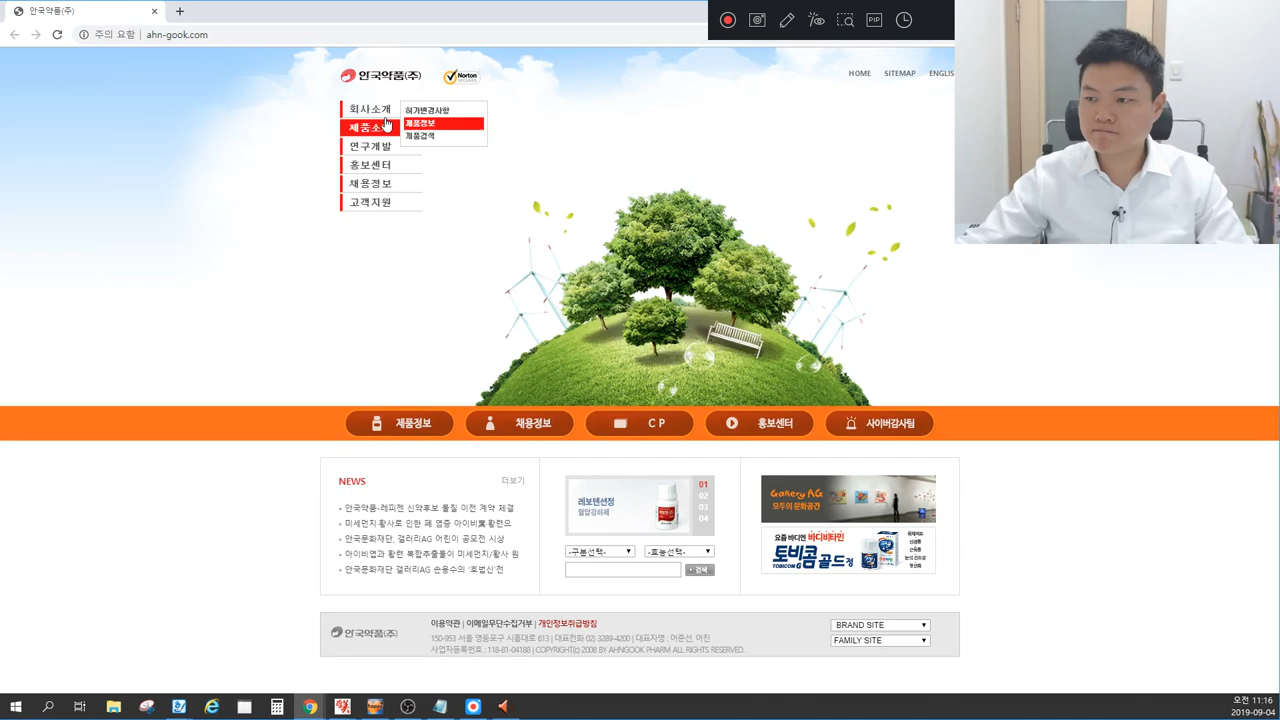 안국약품(주)
주의 요함 | ahn-gook.com
PIP
안국약품(주)
Norton
HOME
SITEMAP
ENGLIS
회사소개
허가변경사항
제품정보
제품검색
연구개발
홍보센터
채용정보
고객지원
제품정보
채용정보
C P
홍보센터
사이버감사팀
NEWS
더보기
• 안국약품-레피젠 신약후보 물질 이전 계약 체결
• 미세먼지·황사로 인한 폐 염증 아이비葉·황련으
• 안국문화재단, 갤러리AG 어린이 공모전 시상
• 아이비엽과 황련 복합추출물이 미세먼지/황사 원
• 안국문화재단 갤러리AG 손용수의 '호법신'전
레보텐션정
혈압강하제
01
02
03
04
-구분선택-
-효능선택-
검색
Gallery AG
모두의 문화공간
요즘 바디엔 바디비타민
토비콤 골드정
TOBICOM
안국약품(주)
이용약관 | 이메일무단수집거부 | 개인정보취급방침
150-953 서울 영등포구 시흥대로 613 | 대표전화 02) 3289-4200 | 대표자명 : 어준선, 어진
사업자등록번호 : 118-81-04188 | COPYRIGHT(c) 2008 BY AHNGOOK PHARM ALL RIGHTS RESERVED.
BRAND SITE
FAMILY SITE
오전 11:16
2019-09-04